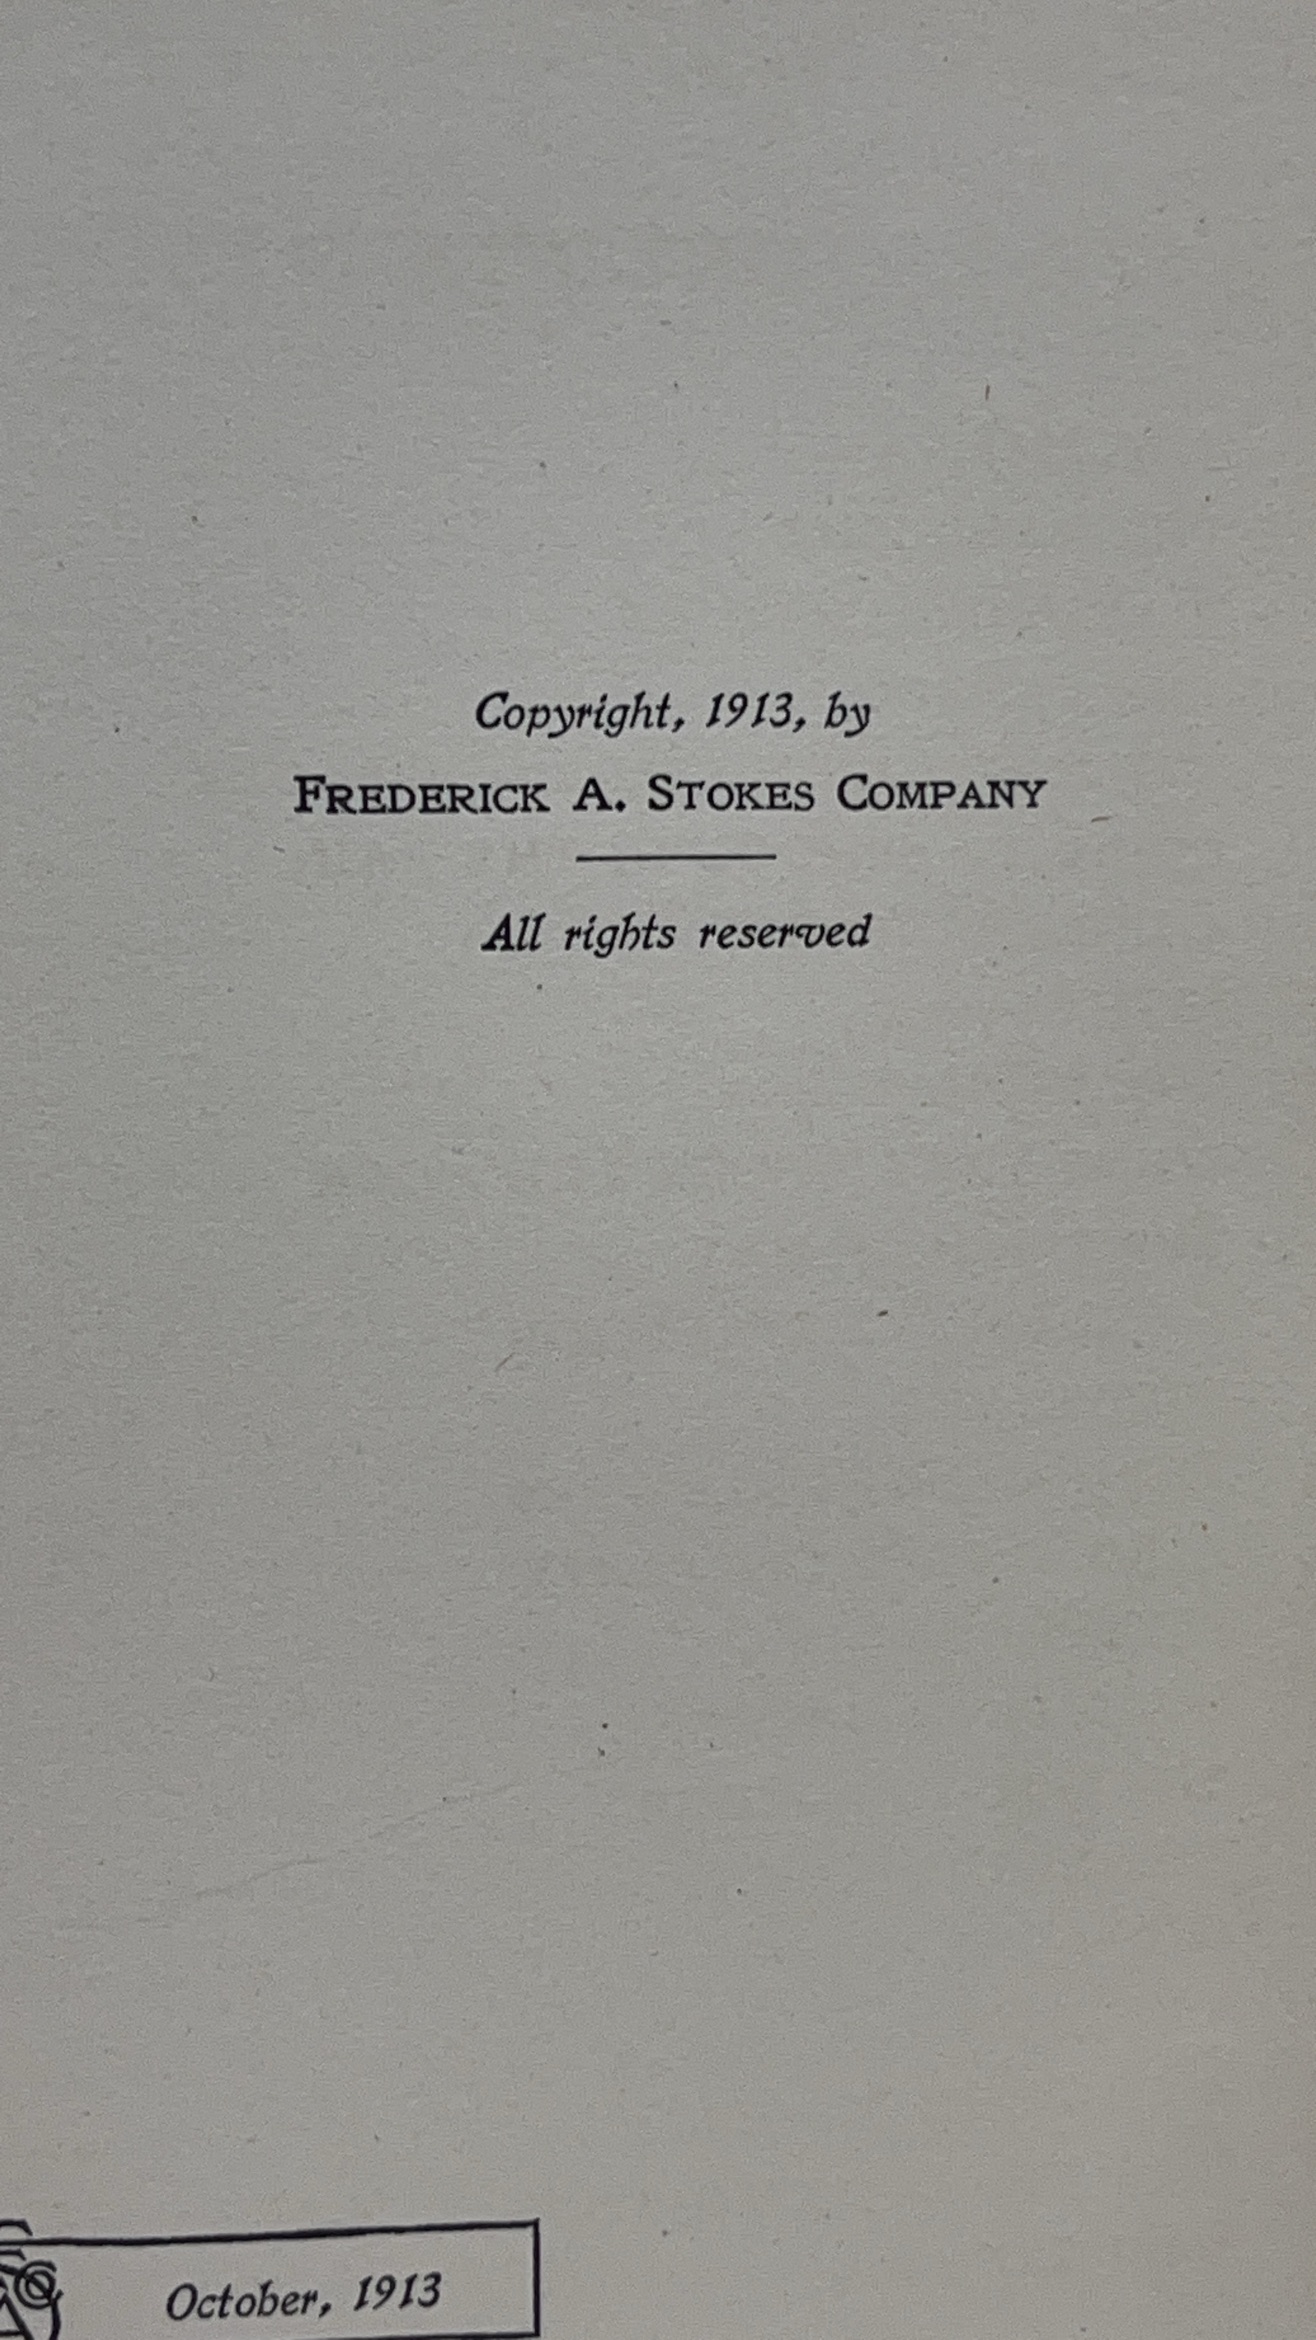 Copyright, 1913, by
FREDERICK A. STOKES COMPANY
All rights reserved
October, 1913